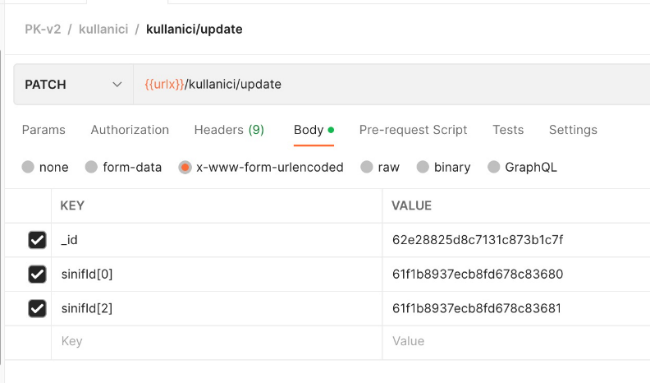 PK-v2 / kullanici / kullanici/update
PATCH {{urlx}}/kullanici/update
Params Authorization Headers (9) Body Pre-request Script Tests Settings
none form-data x-www-form-urlencoded raw binary GraphQL
KEY VALUE
_id 62e28825d8c7131c873b1c7f
sinifId[0] 61f1b8937ecb8fd678c83680
sinifId[2] 61f1b8937ecb8fd678c83681
Key Value